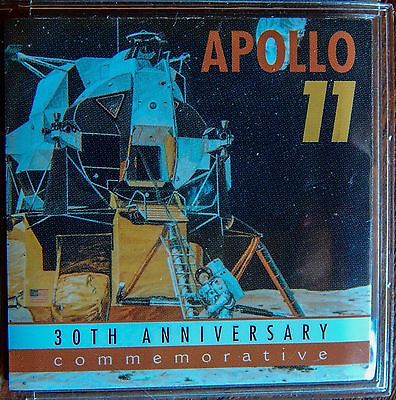 APOLLO
11
30TH ANNIVERSARY
commemorative